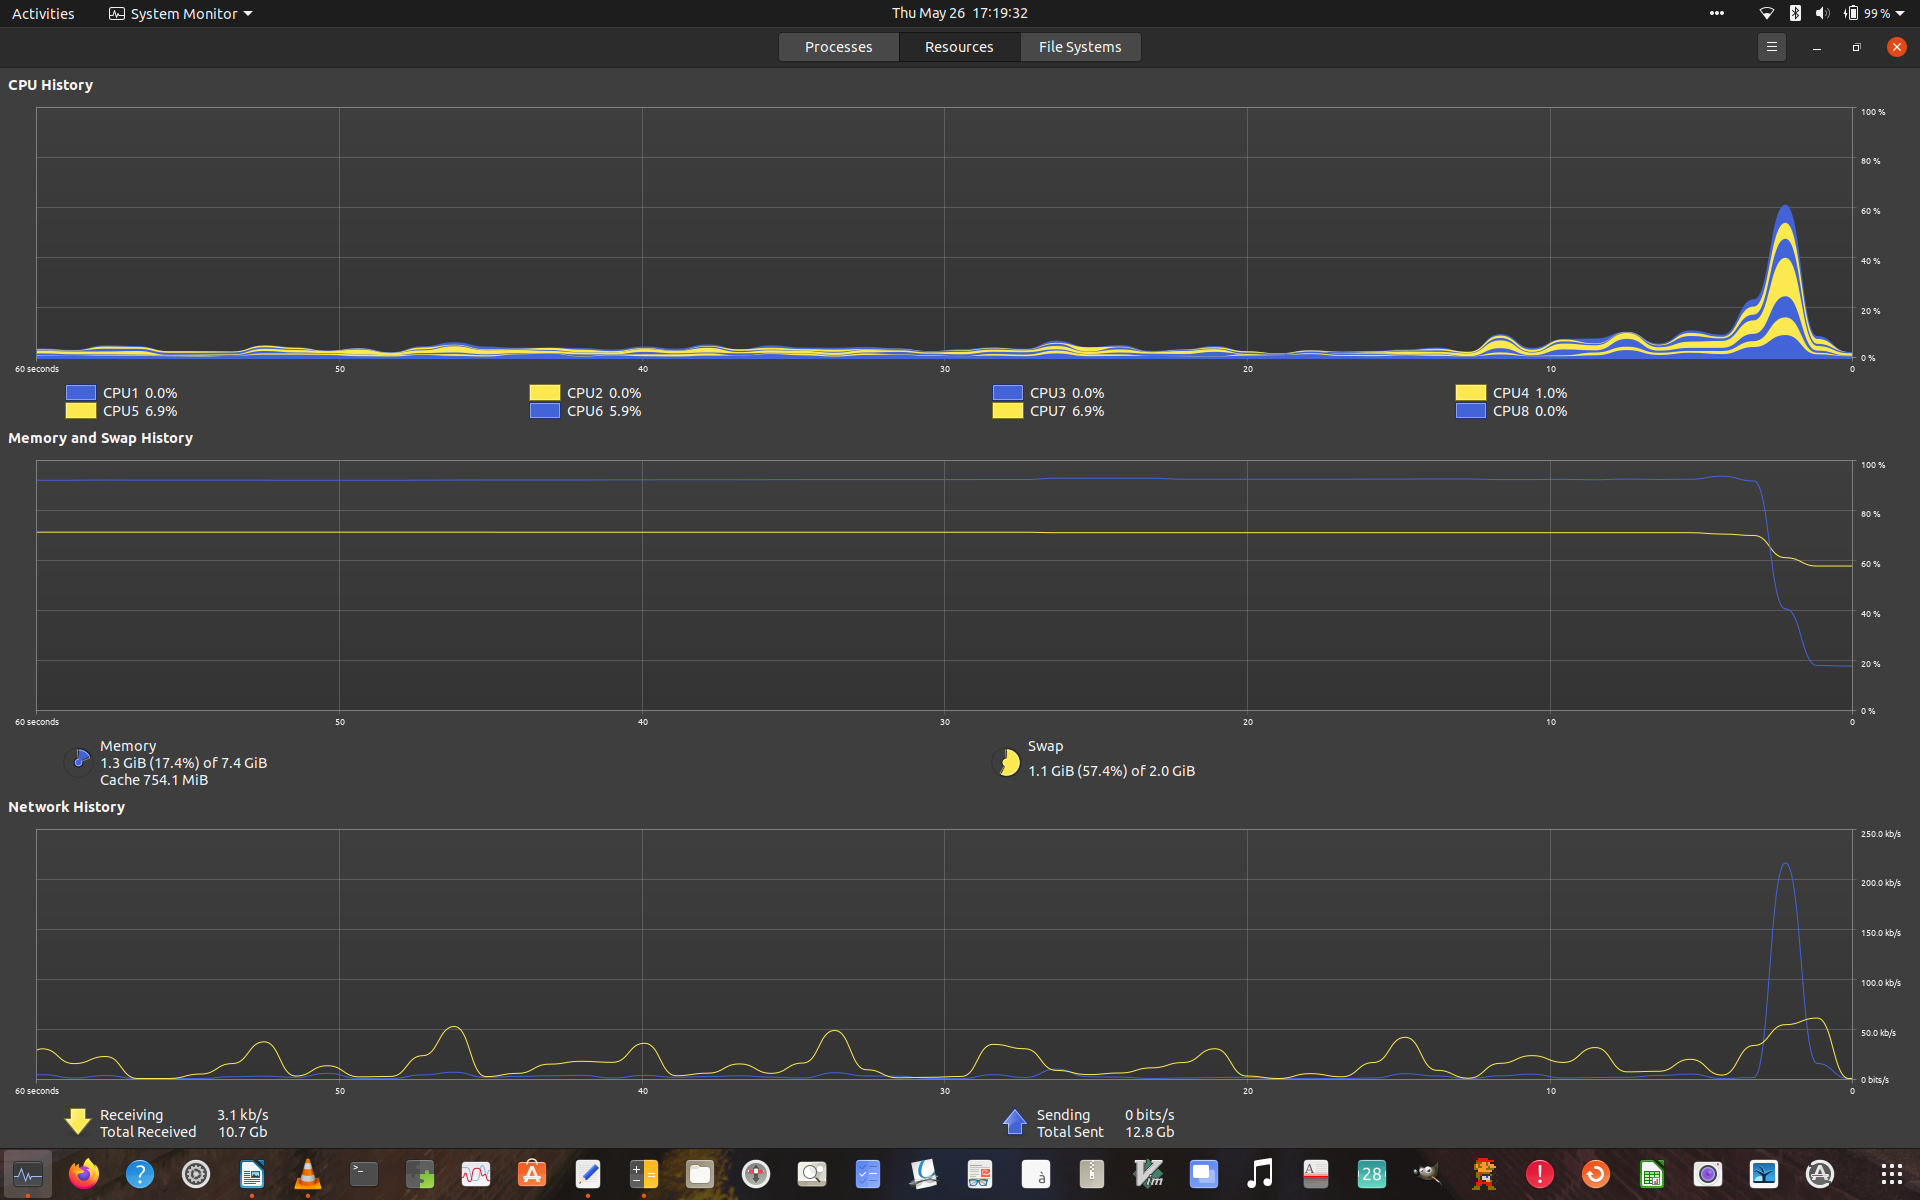 Activities System Monitor Thu May 26 17:19:32 99 %
Processes Resources File Systems
CPU History
100 %
80 %
60 %
40 %
20 %
0 %
60 seconds 50 40 30 20 10 0
CPU1 0.0% CPU2 0.0% CPU3 0.0% CPU4 1.0%
CPU5 6.9% CPU6 5.9% CPU7 6.9% CPU8 0.0%
Memory and Swap History
100 %
80 %
60 %
40 %
20 %
0 %
60 seconds 50 40 30 20 10 0
Memory
1.3 GiB (17.4%) of 7.4 GiB
Cache 754.1 MiB
Swap
1.1 GiB (57.4%) of 2.0 GiB
Network History
250.0 kb/s
200.0 kb/s
150.0 kb/s
100.0 kb/s
50.0 kb/s
0 bits/s
60 seconds 50 40 30 20 10 0
Receiving 3.1 kb/s
Total Received 10.7 Gb
Sending 0 bits/s
Total Sent 12.8 Gb
? >_ A à Vim A 28 !